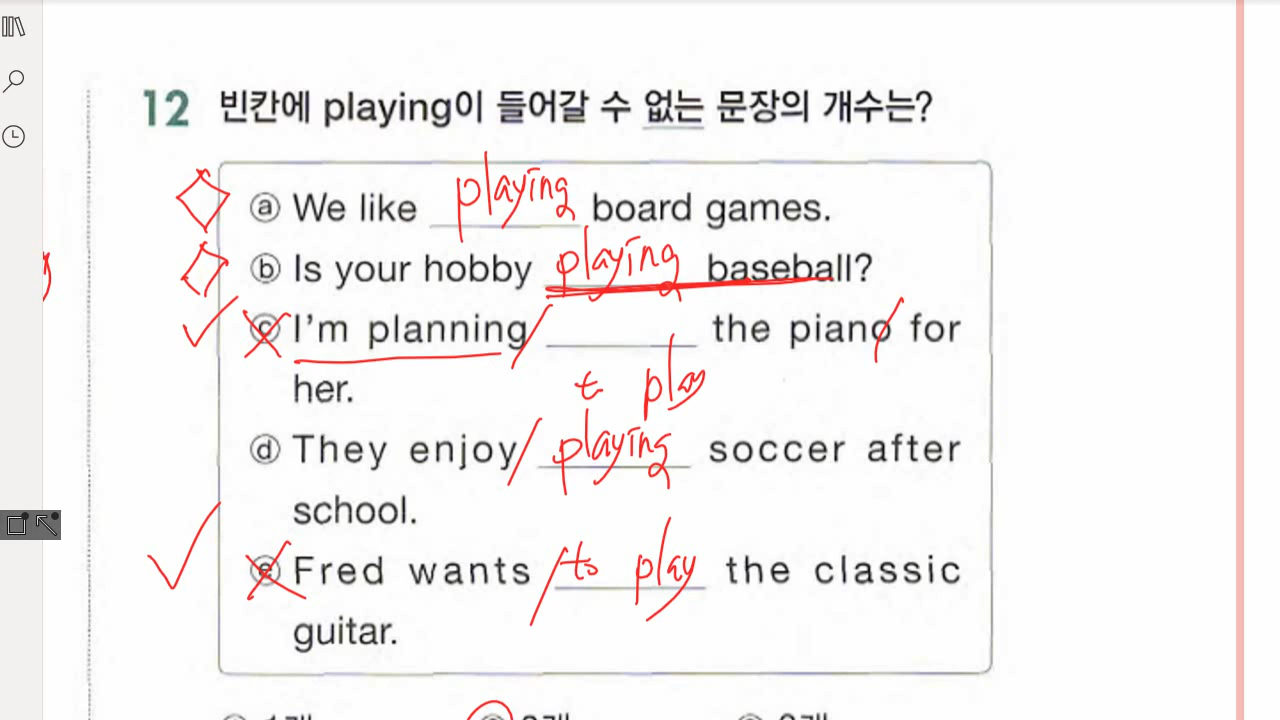 12 빈칸에 playing이 들어갈 수 없는 문장의 개수는?
ⓐ We like playing board games.
ⓑ Is your hobby playing baseball?
ⓒ I'm planning the piano for
her. to play
ⓓ They enjoy playing soccer after
school.
ⓔ Fred wants to play the classic
guitar.